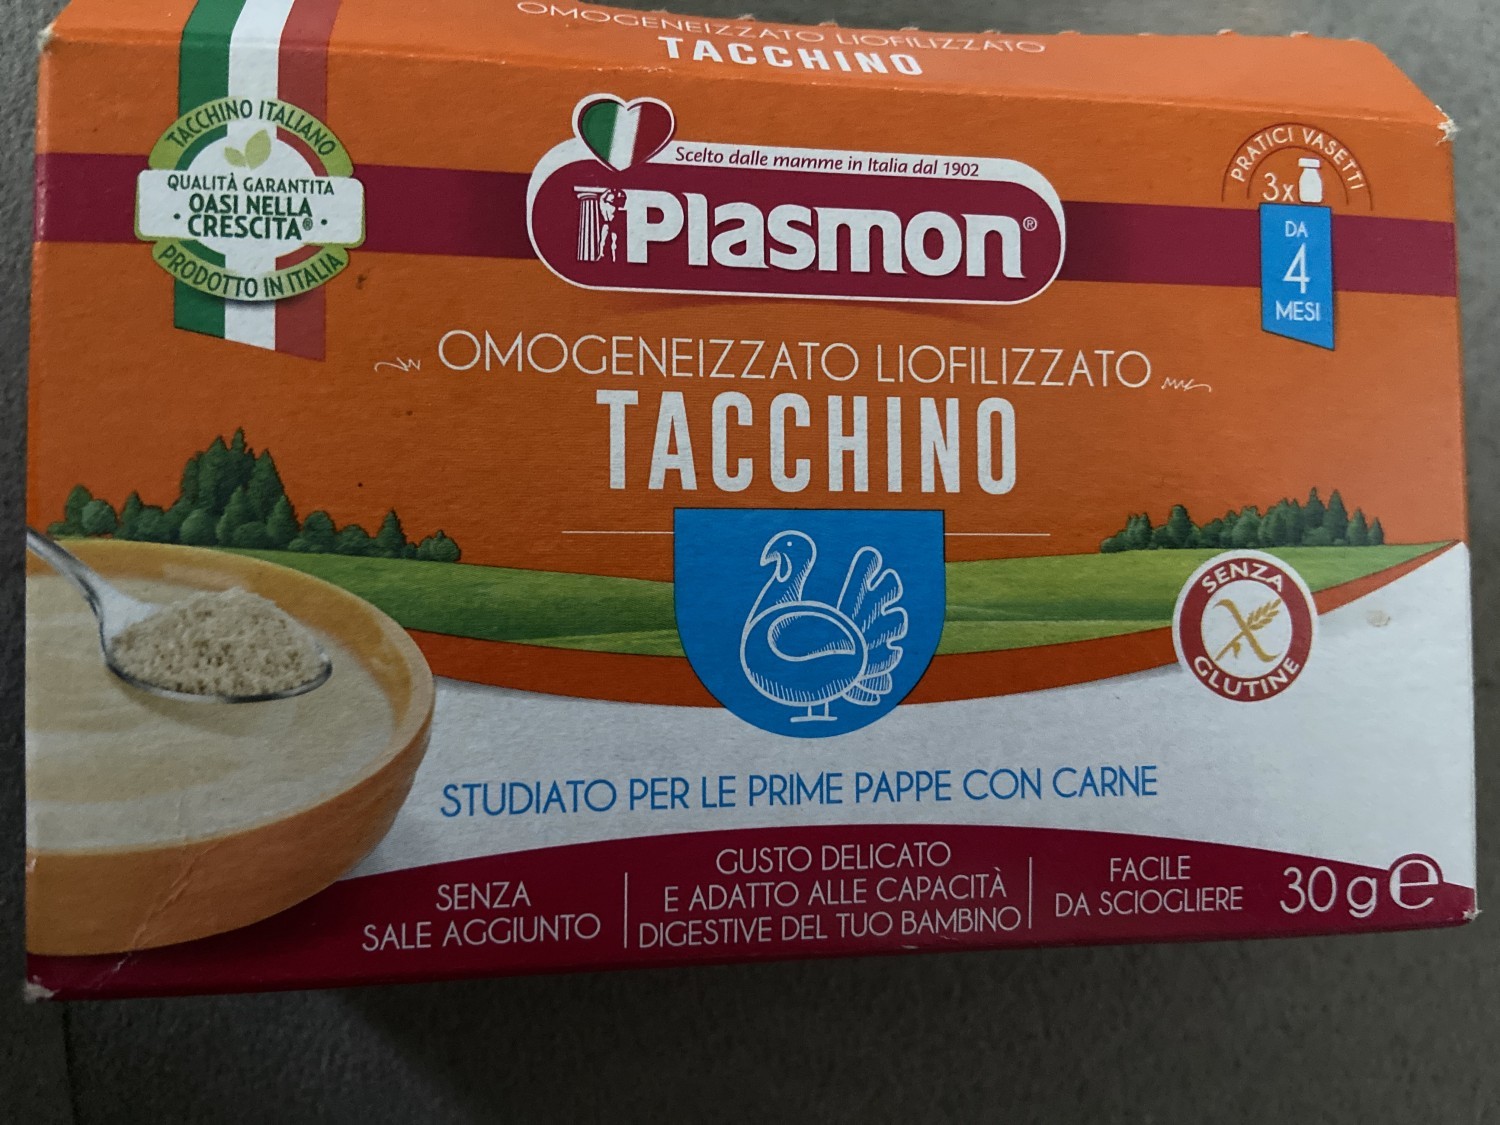 OMOGENEIZZATO LIOFILIZZATO
TACCHINO
TACCHINO ITALIANO
QUALITÀ GARANTITA
OASI NELLA
CRESCITA®
PRODOTTO IN ITALIA
Scelto dalle mamme in Italia dal 1902
Plasmon®
PRATICI VASETTI
3x
DA
4
MESI
OMOGENEIZZATO LIOFILIZZATO
TACCHINO
SENZA
GLUTINE
STUDIATO PER LE PRIME PAPPE CON CARNE
SENZA
SALE AGGIUNTO
GUSTO DELICATO
E ADATTO ALLE CAPACITÀ
DIGESTIVE DEL TUO BAMBINO
FACILE
DA SCIOGLIERE
30 g e